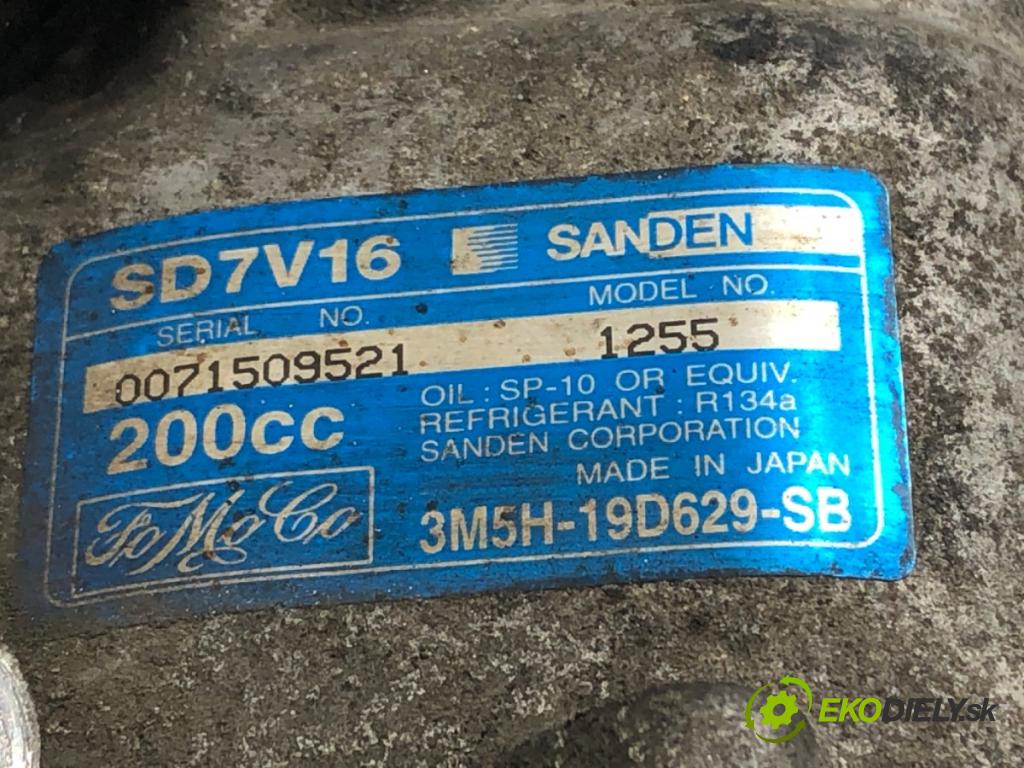 SD7V16 SANDEN
SERIAL NO. MODEL NO.
0071509521 1255
200cc OIL : SP-10 OR EQUIV.
REFRIGERANT : R134a
SANDEN CORPORATION
MADE IN JAPAN
FoMoCo 3M5H-19D629-SB
EKODIELY.sk